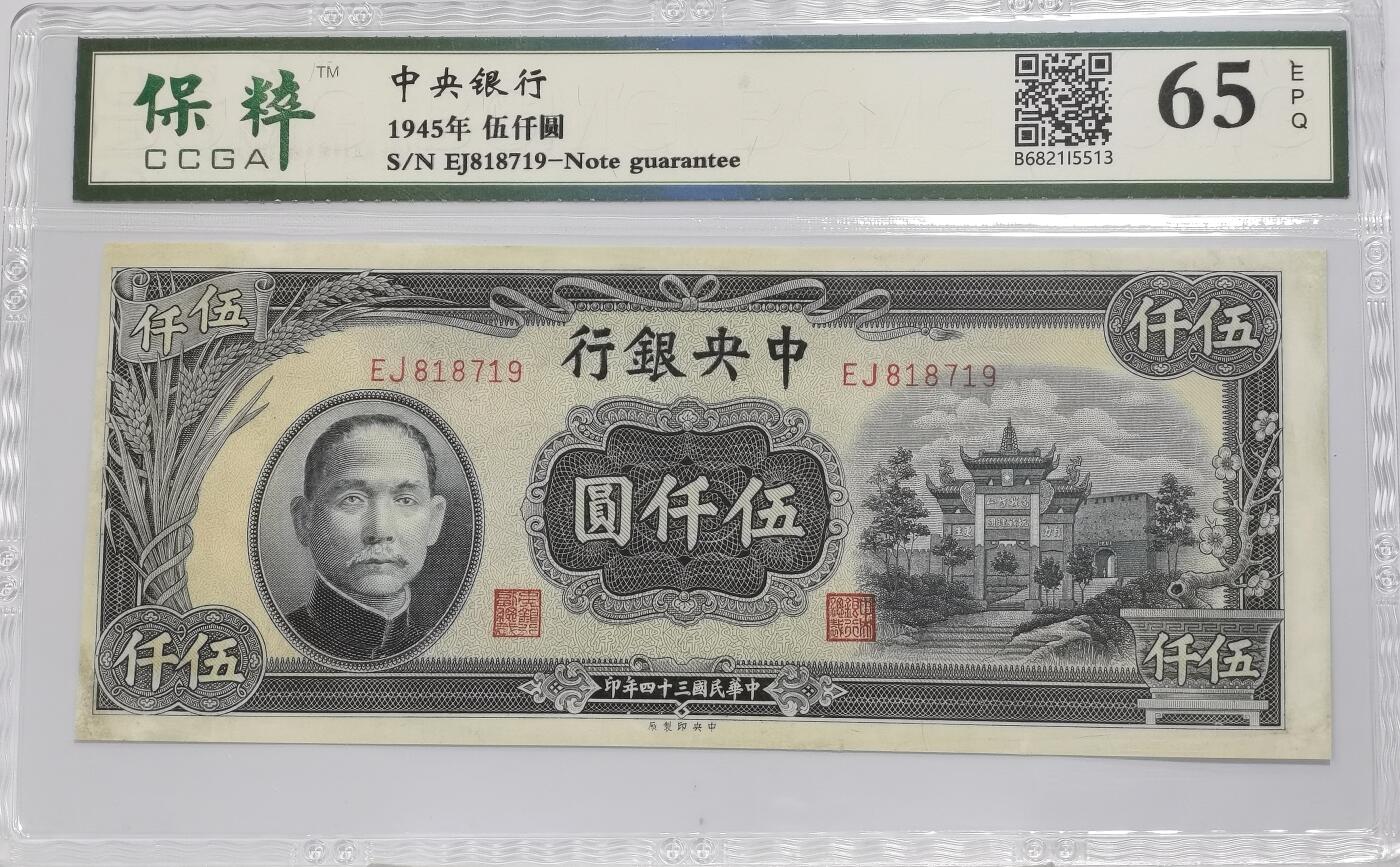 保粹 TM
CCGA
中央银行
1945年 伍仟圆
S/N EJ818719-Note guarantee
B6821I5513
65
EPQ
伍仟
伍仟
中央銀行
EJ818719
EJ818719
伍仟圓
伍仟
伍仟
中華民國三十四年印
中央印製廠